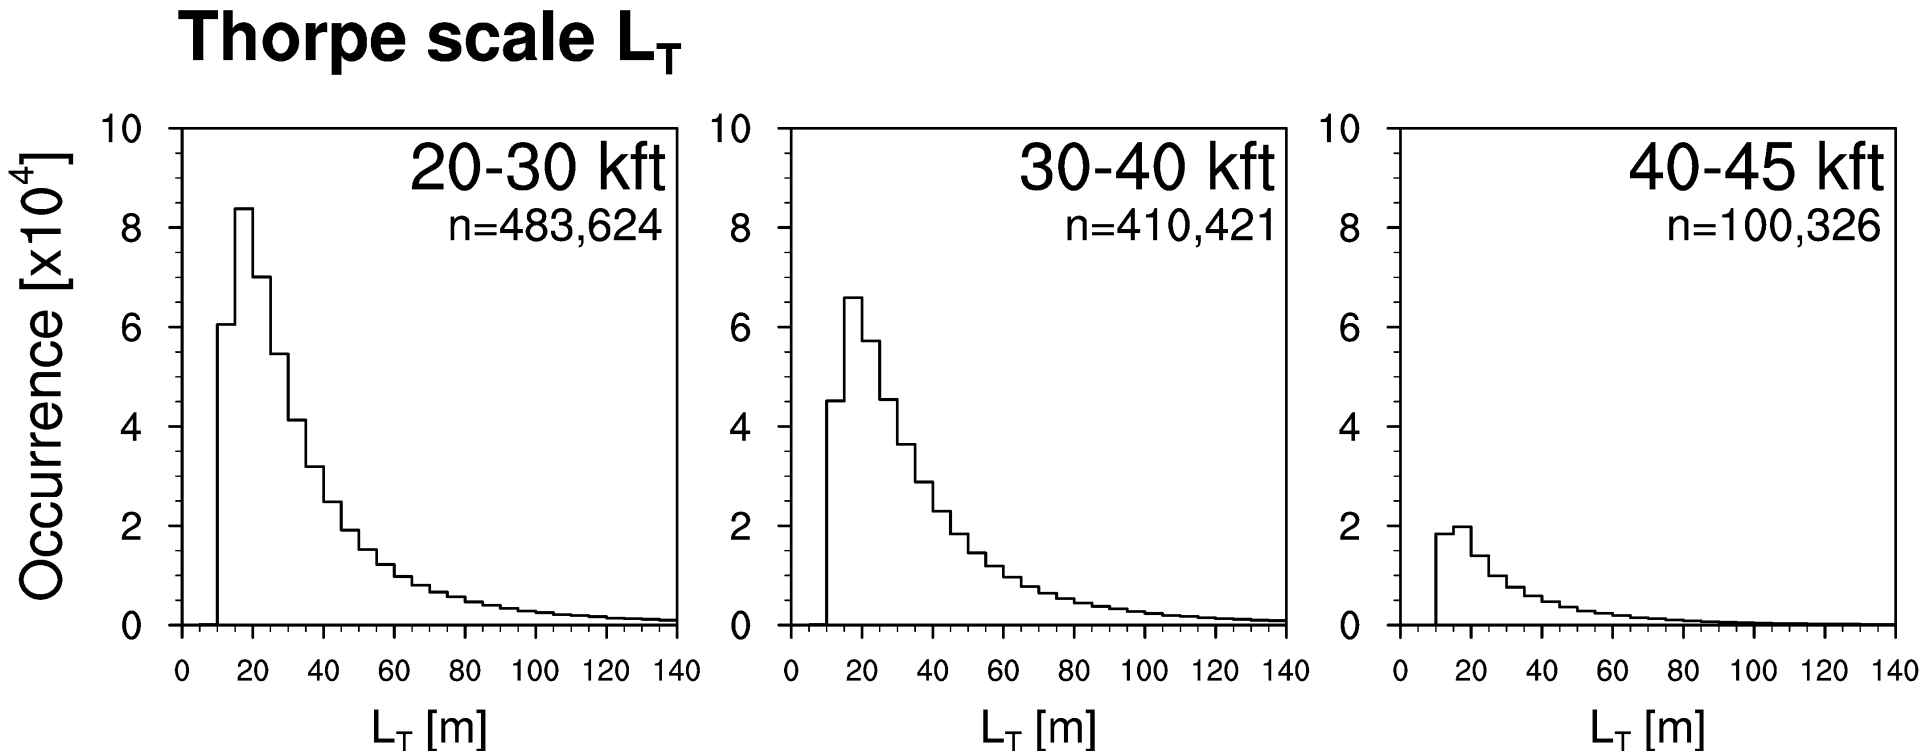 Thorpe scale L_T
Occurrence [x10^4]
10
8
6
4
2
0
20-30 kft
n=483,624
0 20 40 60 80 100 120 140
L_T [m]
10
8
6
4
2
0
30-40 kft
n=410,421
0 20 40 60 80 100 120 140
L_T [m]
10
8
6
4
2
0
40-45 kft
n=100,326
0 20 40 60 80 100 120 140
L_T [m]